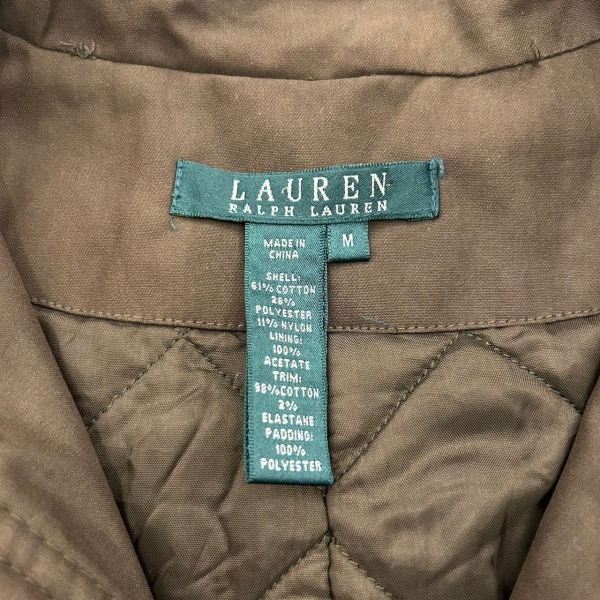 LAUREN
RALPH LAUREN
MADE IN
CHINA
M
SHELL:
61% COTTON
28%
POLYESTER
11% NYLON
LINING:
100%
ACETATE
TRIM:
98% COTTON
2%
ELASTANE
PADDING:
100%
POLYESTER